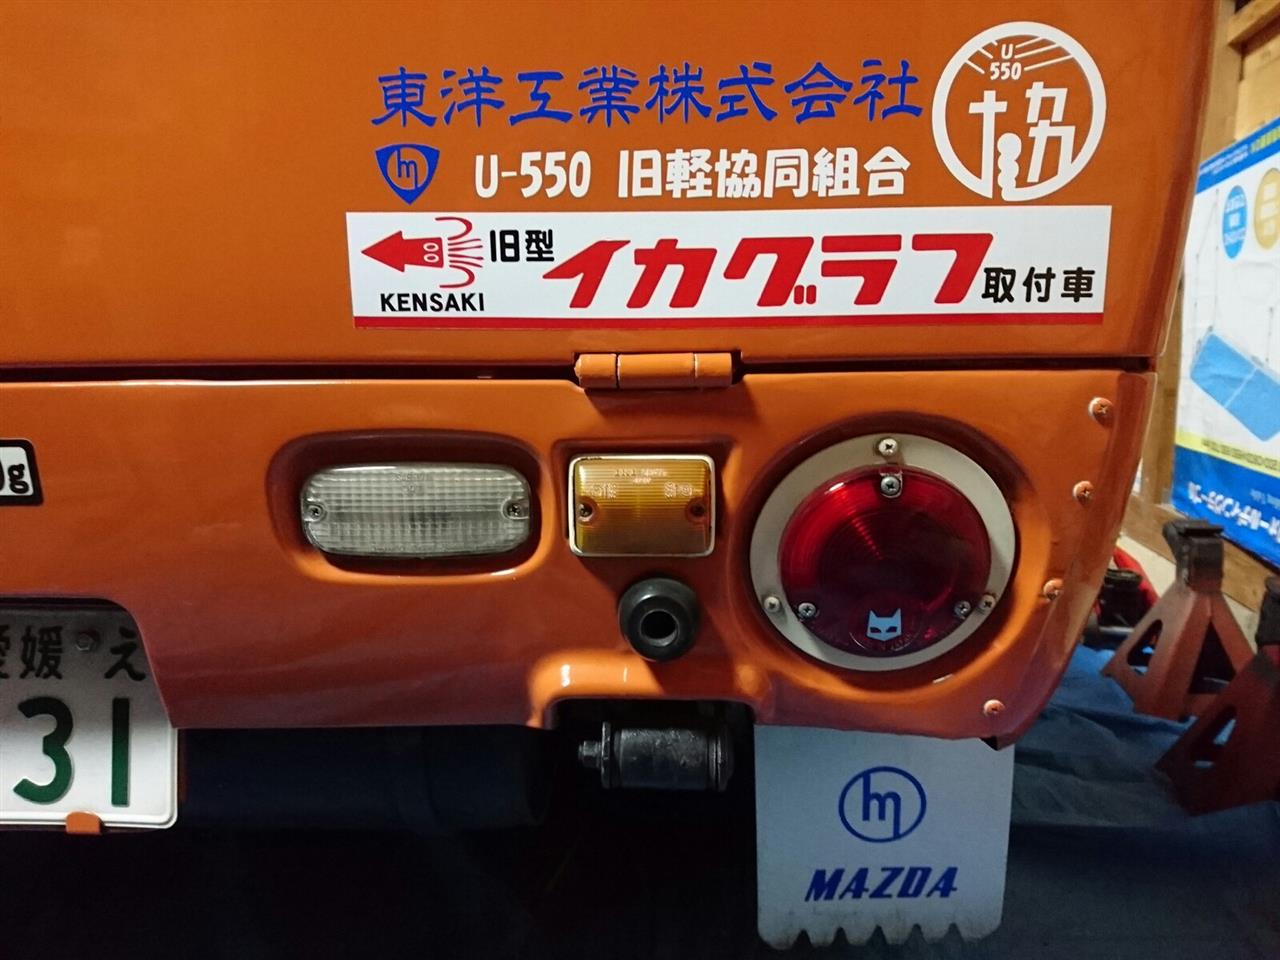 東洋工業株式会社
U
550
協
m
U-550 旧軽協同組合
旧型
イカグラフ
取付車
KENSAKI
0g
愛媛 え
31
m
MAZDA